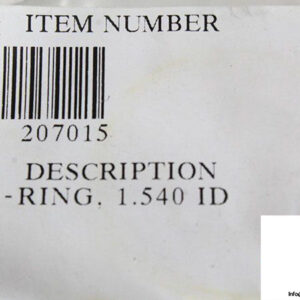 ITEM NUMBER
207015
DESCRIPTION
-RING, 1.540 ID